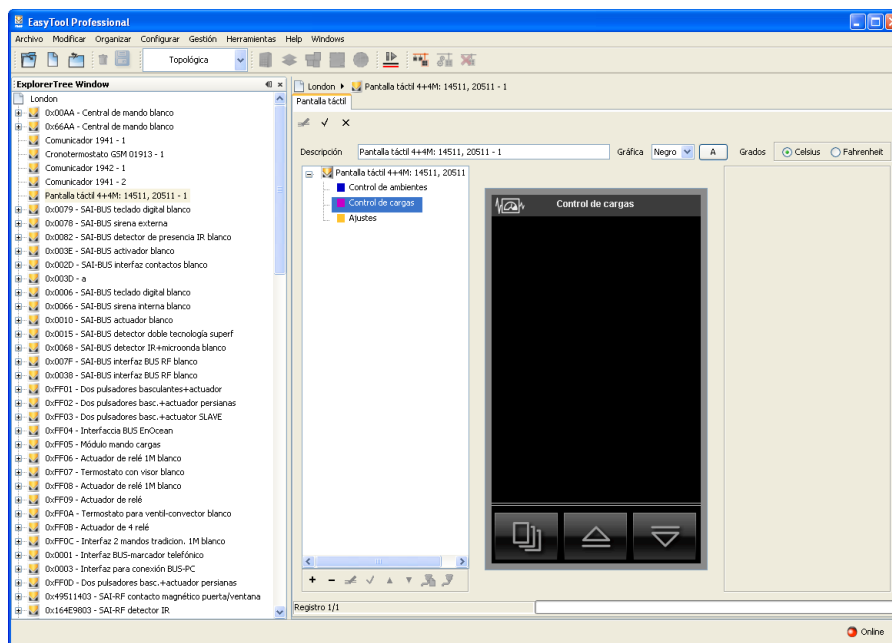 EasyTool Professional
Archivo Modificar Organizar Configurar Gestión Herramientas Help Windows
Topológica
ExplorerTree Window
London
0x00AA - Central de mando blanco
0x66AA - Central de mando blanco
Comunicador 1941 - 1
Cronotermostato GSM 01913 - 1
Comunicador 1942 - 1
Comunicador 1941 - 2
Pantalla táctil 4+4M: 14511, 20511 - 1
0x0079 - SAI-BUS teclado digital blanco
0x0078 - SAI-BUS sirena externa
0x0082 - SAI-BUS detector de presencia IR blanco
0x003E - SAI-BUS activador blanco
0x002D - SAI-BUS interfaz contactos blanco
0x003D - a
0x0006 - SAI-BUS teclado digital blanco
0x0066 - SAI-BUS sirena interna blanco
0x0010 - SAI-BUS actuador blanco
0x0015 - SAI-BUS detector doble tecnología superf
0x0068 - SAI-BUS detector IR+microonda blanco
0x007F - SAI-BUS interfaz BUS RF blanco
0x0038 - SAI-BUS interfaz BUS RF blanco
0xFF01 - Dos pulsadores basculantes+actuador
0xFF02 - Dos pulsadores basc.+actuador persianas
0xFF03 - Dos pulsadores basc.+actuator SLAVE
0xFF04 - Interfaccia BUS EnOcean
0xFF05 - Módulo mando cargas
0xFF06 - Actuador de relé 1M blanco
0xFF07 - Termostato con visor blanco
0xFF08 - Actuador de relé 1M blanco
0xFF09 - Actuador de relé
0xFF0A - Termostato para ventil-convector blanco
0xFF0B - Actuador de 4 relé
0xFF0C - Interfaz 2 mandos tradicion. 1M blanco
0x0001 - Interfaz BUS-marcador telefónico
0x0003 - Interfaz para conexión BUS-PC
0xFF0D - Dos pulsadores basc.+actuador persianas
0x49511403 - SAI-RF contacto magnético puerta/ventana
0x164E9803 - SAI-RF detector IR
London Pantalla táctil 4+4M: 14511, 20511 - 1
Pantalla táctil
Descripción Pantalla táctil 4+4M: 14511, 20511 - 1 Gráfica Negro A Grados Celsius Fahrenheit
Pantalla táctil 4+4M: 14511, 20511
Control de ambientes
Control de cargas
Ajustes
Control de cargas
Registro 1/1
Online